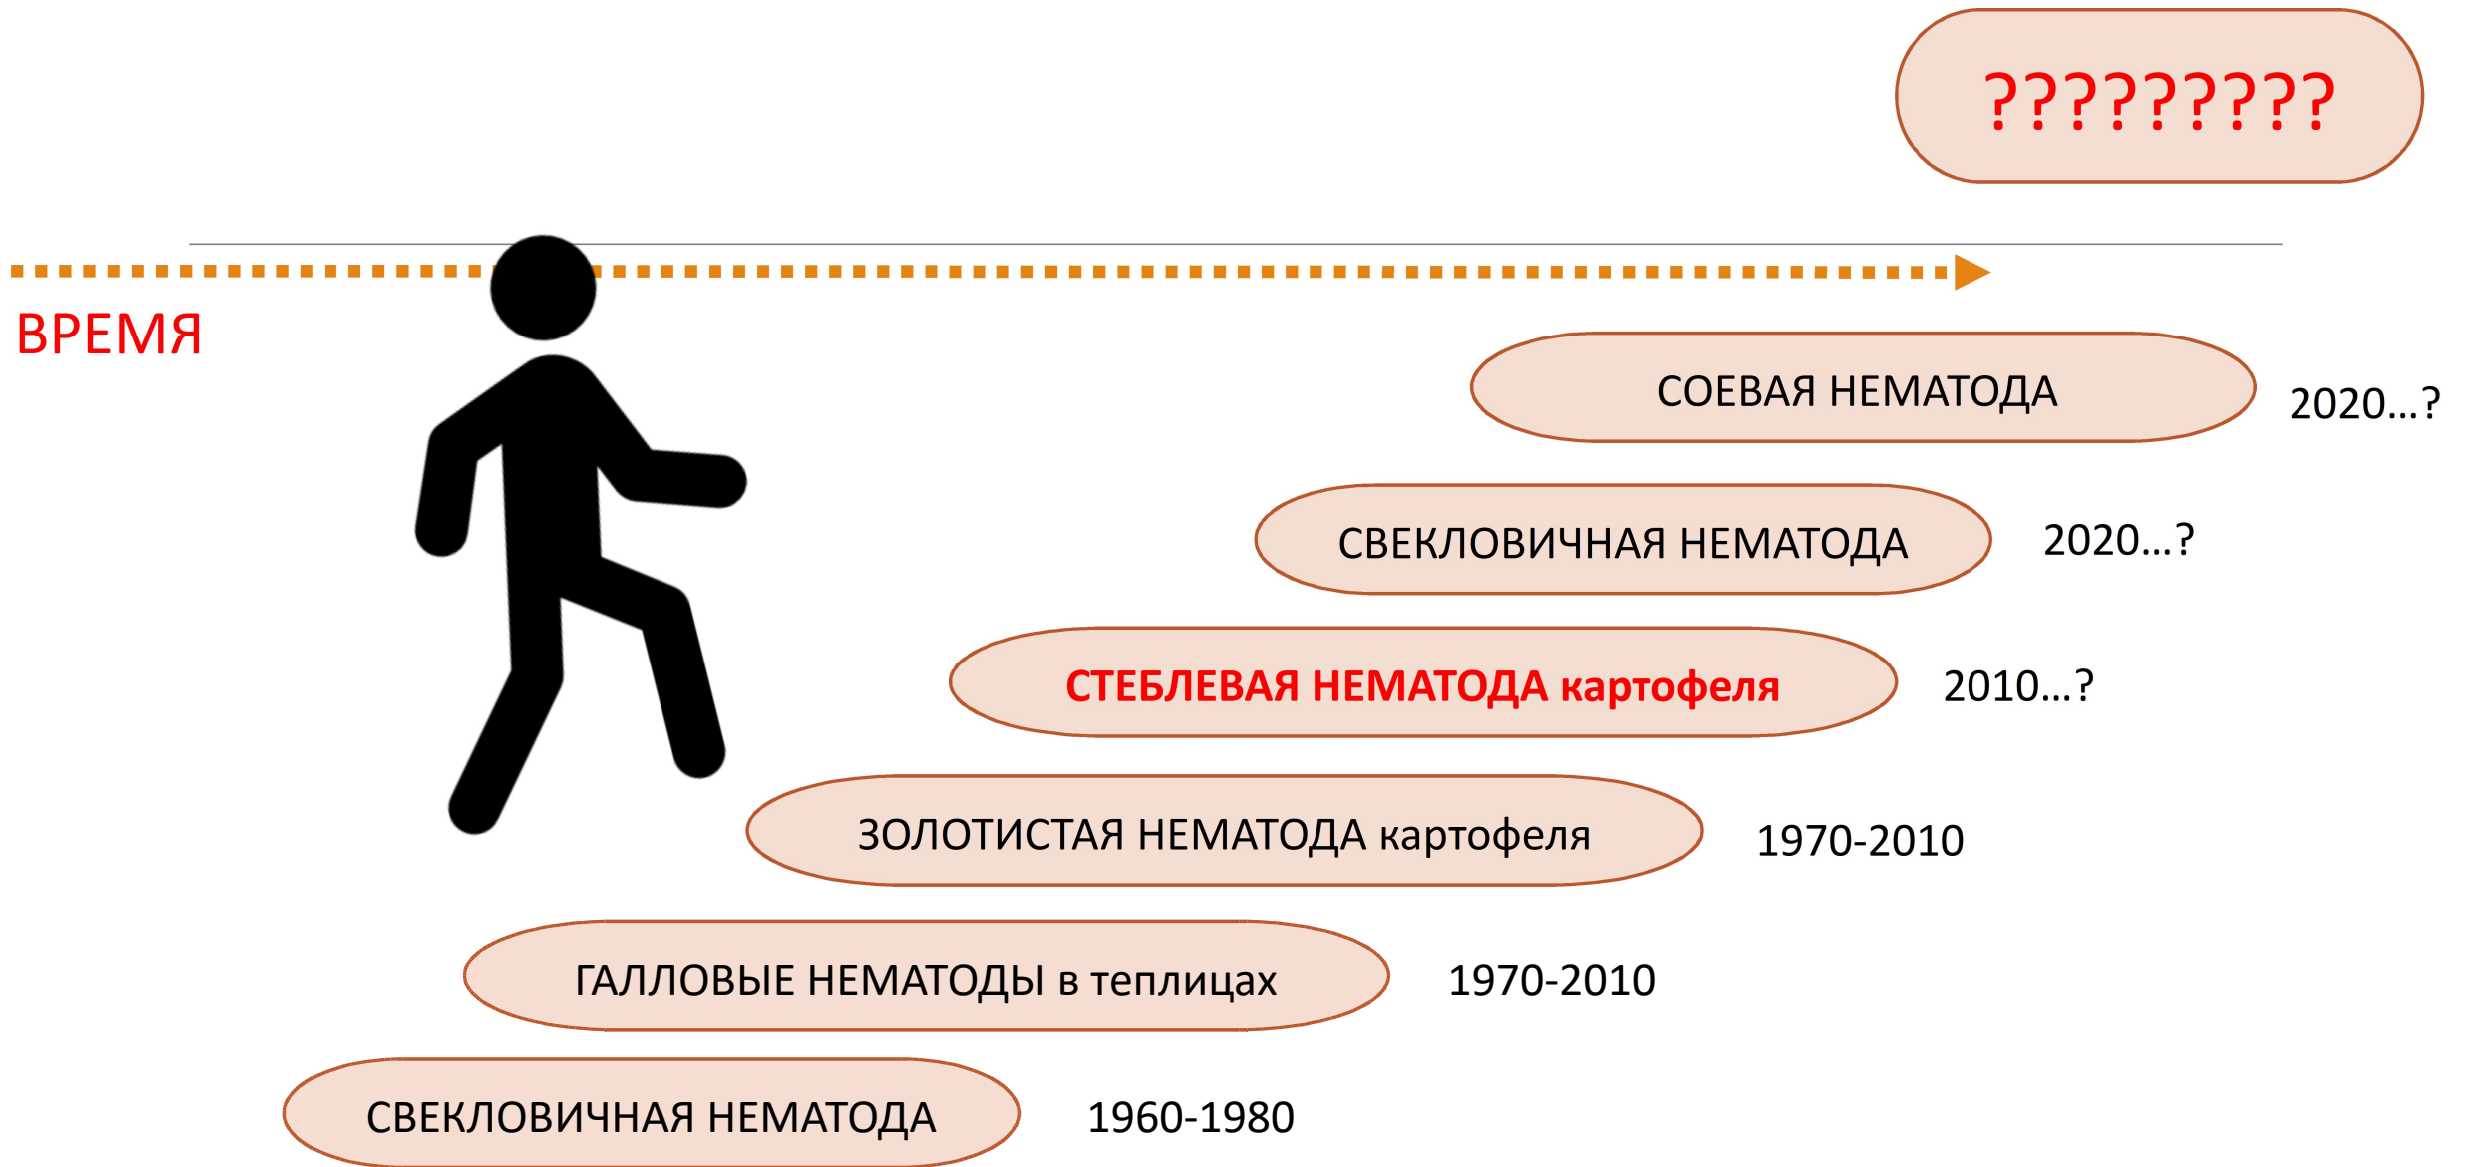 ?????????
ВРЕМЯ
СОЕВАЯ НЕМАТОДА
2020...?
СВЕКЛОВИЧНАЯ НЕМАТОДА
2020...?
СТЕБЛЕВАЯ НЕМАТОДА картофеля
2010...?
ЗОЛОТИСТАЯ НЕМАТОДА картофеля
1970-2010
ГАЛЛОВЫЕ НЕМАТОДЫ в теплицах
1970-2010
СВЕКЛОВИЧНАЯ НЕМАТОДА
1960-1980